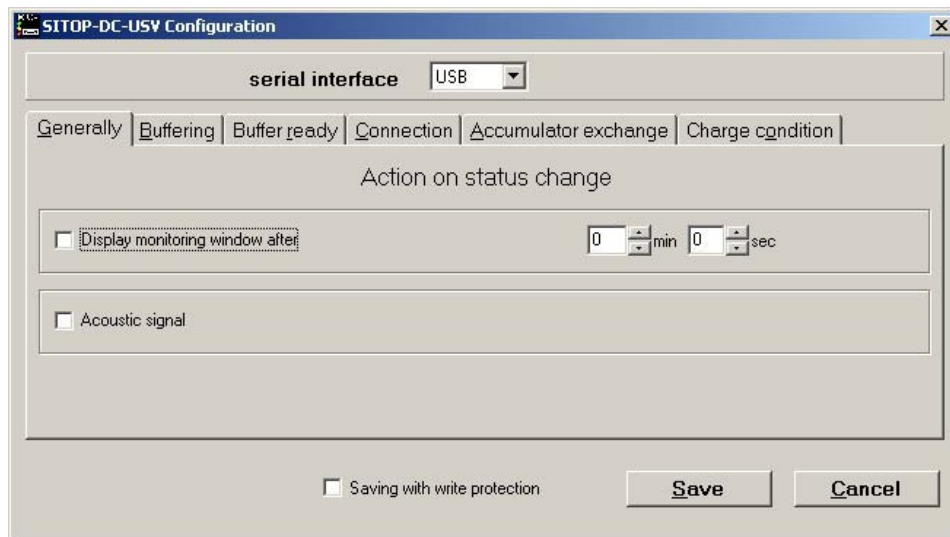 SITOP-DC-USV Configuration
serial interface USB
Generally Buffering Buffer ready Connection Accumulator exchange Charge condition
Action on status change
Display monitoring window after 0 min 0 sec
Acoustic signal
Saving with write protection Save Cancel